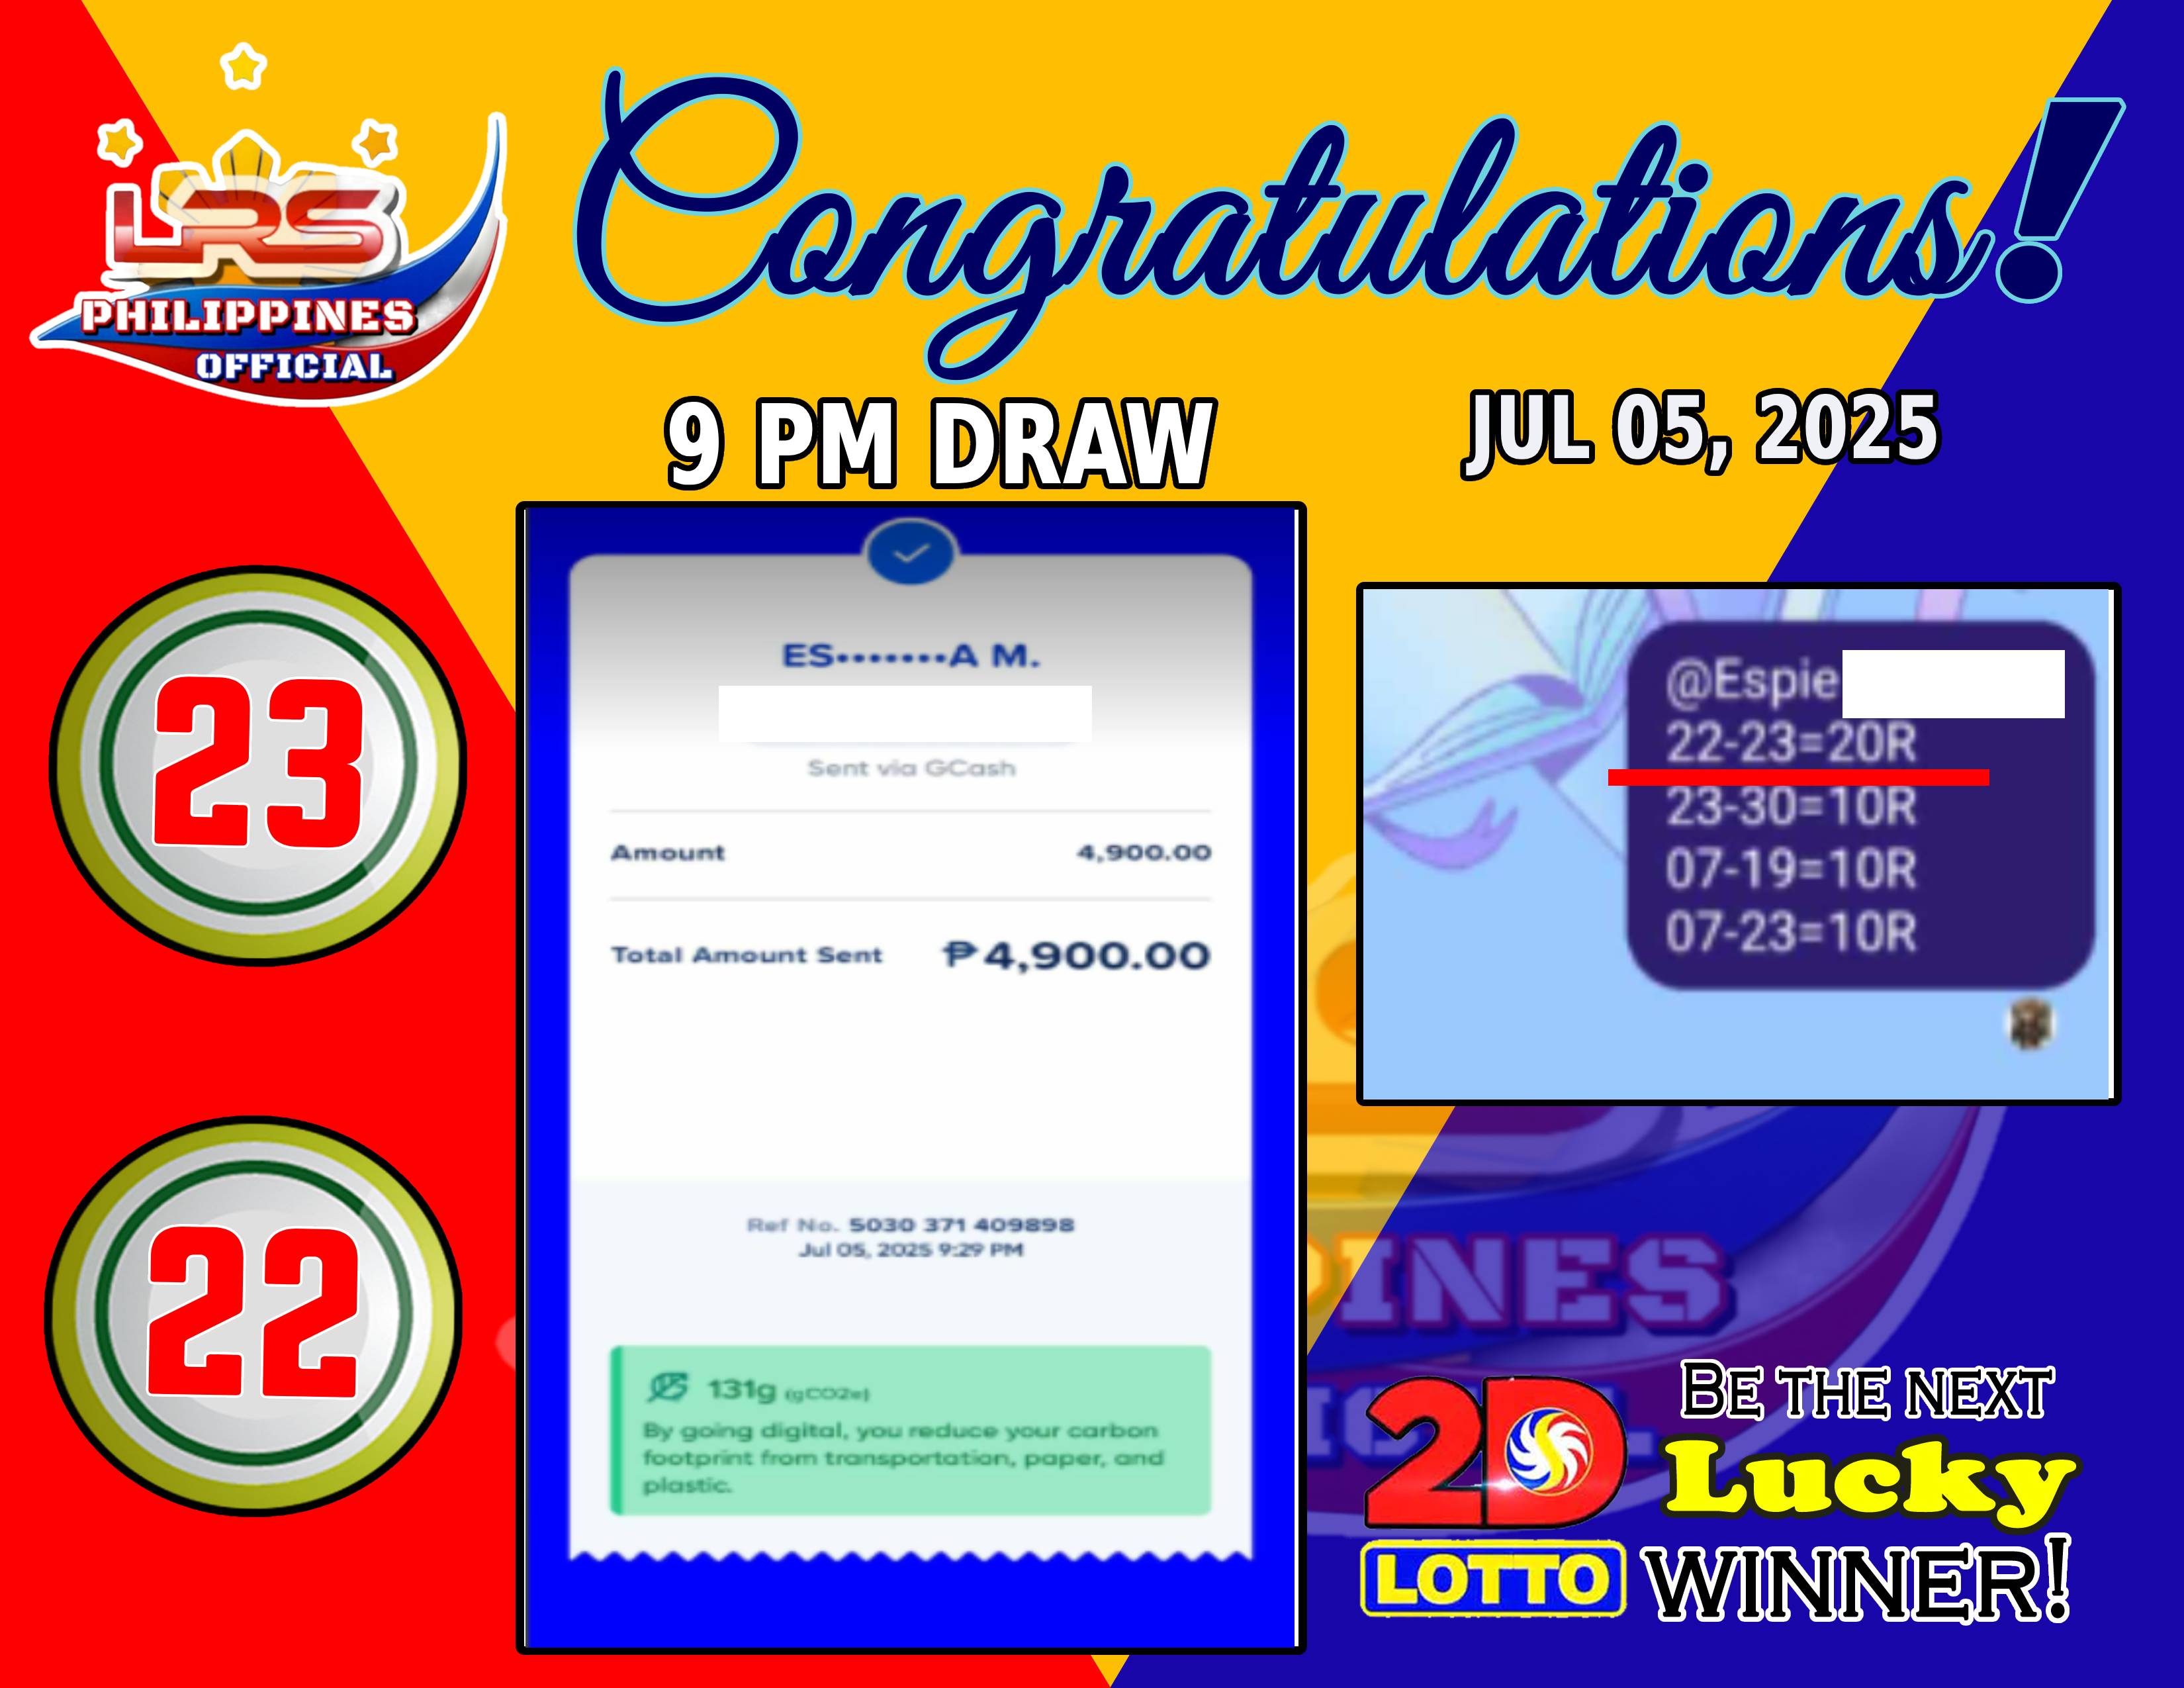 LRS
PHILIPPINES
OFFICIAL
Congratulations!
9 PM DRAW
JUL 05, 2025
23
22
ES•••••••A M.
Sent via GCash
Amount 4,900.00
Total Amount Sent ₱4,900.00
Ref No. 5030 371 409898
Jul 05, 2025 9:29 PM
131g (gCO2e)
By going digital, you reduce your carbon
footprint from transportation, paper, and
plastic.
@Espie
22-23=20R
23-30=10R
07-19=10R
07-23=10R
PINES
2D
LOTTO
BE THE NEXT
Lucky
WINNER!